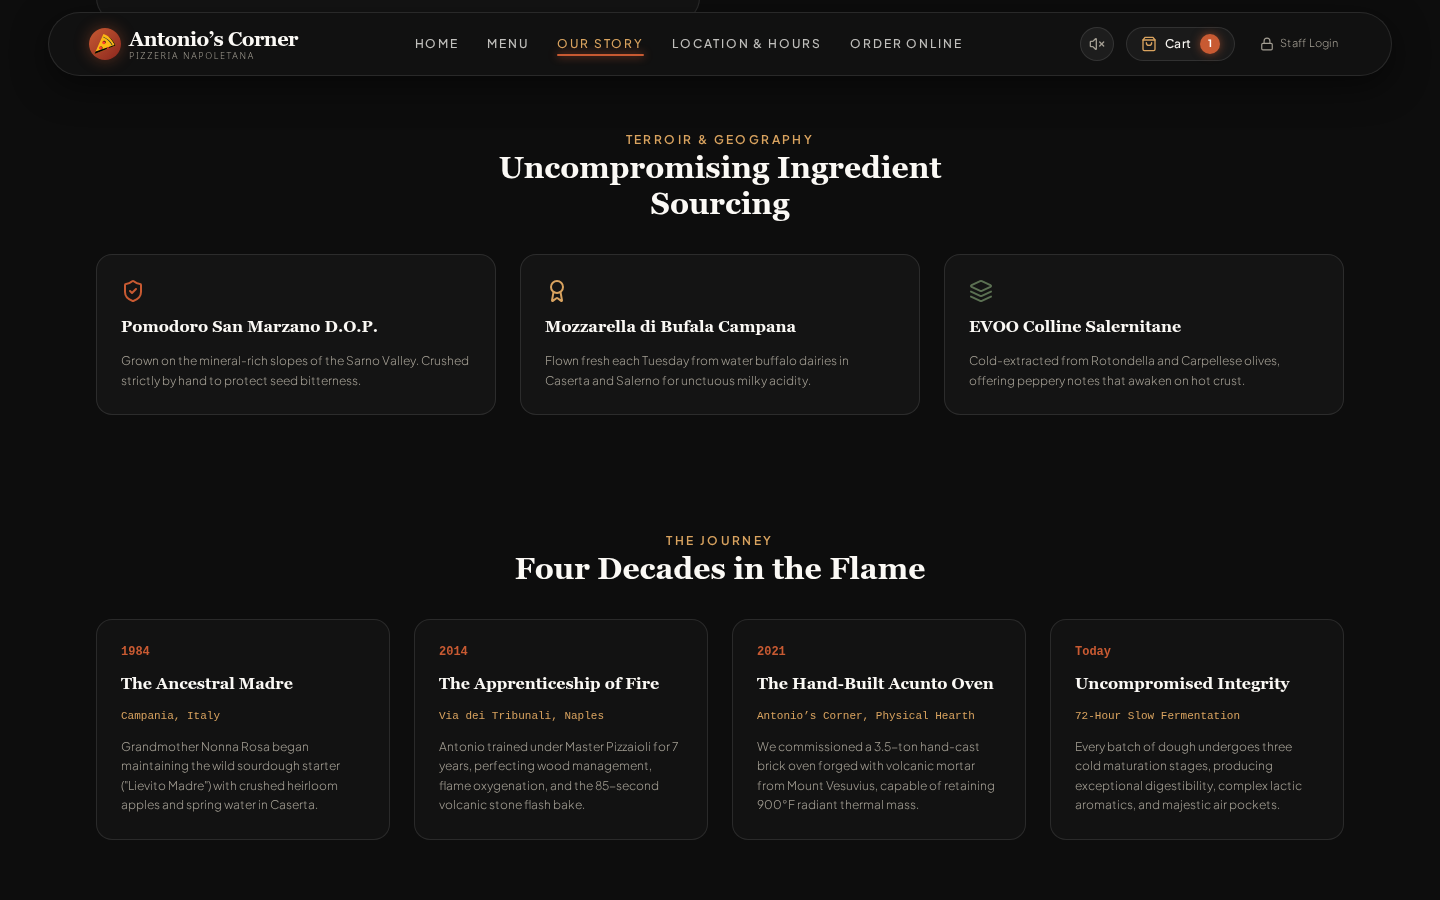 Antonio’s Corner
PIZZERIA NAPOLETANA
HOME
MENU
OUR STORY
LOCATION & HOURS
ORDER ONLINE
Cart
1
Staff Login
TERROIR & GEOGRAPHY
Uncompromising Ingredient
Sourcing
Pomodoro San Marzano D.O.P.
Grown on the mineral-rich slopes of the Sarno Valley. Crushed
strictly by hand to protect seed bitterness.
Mozzarella di Bufala Campana
Flown fresh each Tuesday from water buffalo dairies in
Caserta and Salerno for unctuous milky acidity.
EVOO Colline Salernitane
Cold-extracted from Rotondella and Carpellese olives,
offering peppery notes that awaken on hot crust.
THE JOURNEY
Four Decades in the Flame
1984
The Ancestral Madre
Campania, Italy
Grandmother Nonna Rosa began
maintaining the wild sourdough starter
("Lievito Madre") with crushed heirloom
apples and spring water in Caserta.
2014
The Apprenticeship of Fire
Via dei Tribunali, Naples
Antonio trained under Master Pizzaioli for 7
years, perfecting wood management,
flame oxygenation, and the 85-second
volcanic stone flash bake.
2021
The Hand-Built Acunto Oven
Antonio’s Corner, Physical Hearth
We commissioned a 3.5-ton hand-cast
brick oven forged with volcanic mortar
from Mount Vesuvius, capable of retaining
900°F radiant thermal mass.
Today
Uncompromised Integrity
72-Hour Slow Fermentation
Every batch of dough undergoes three
cold maturation stages, producing
exceptional digestibility, complex lactic
aromatics, and majestic air pockets.